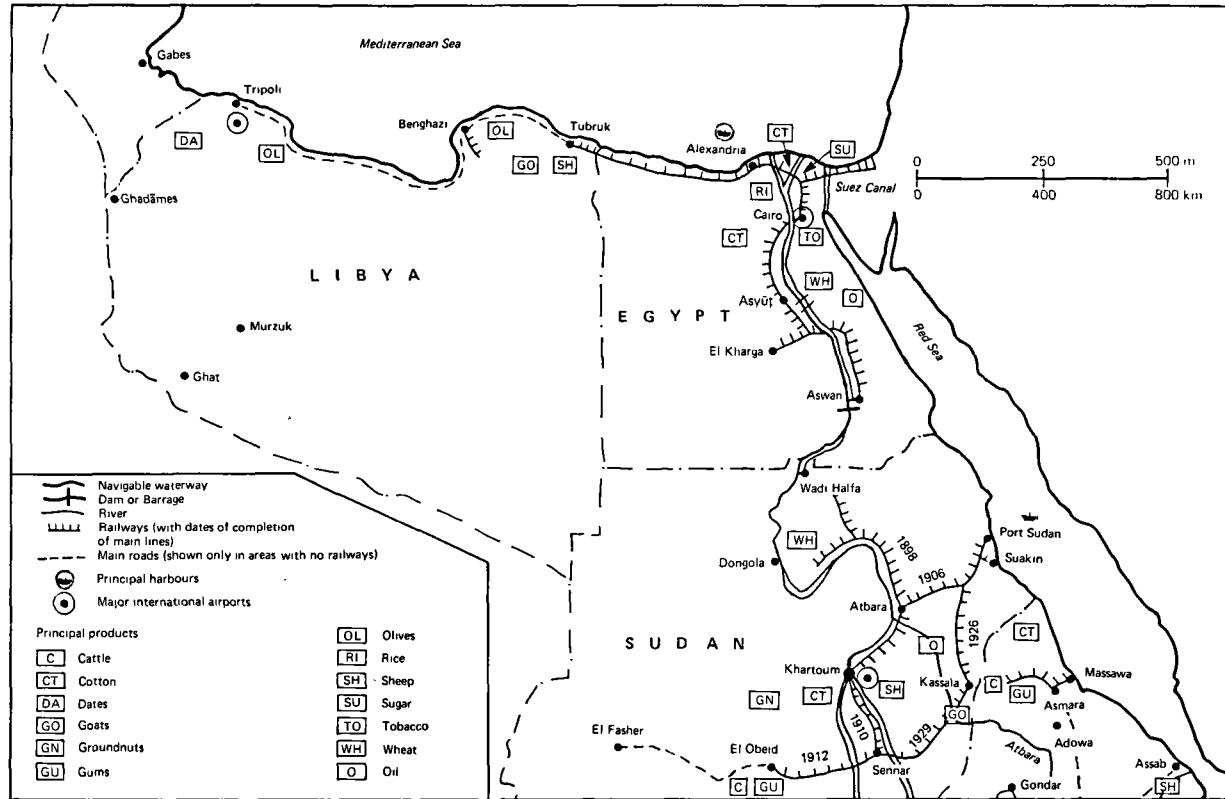 Gabes
Mediterranean Sea
Tripoli
DA
OL
Benghazi
OL
Tubruk
GO
SH
Alexandria
CT
SU
RI
Suez Canal
0 250 500 m
0 400 800 km
Ghadāmes
Cairo
TO
CT
LIBYA
WH
O
EGYPT
Asyūṭ
Murzuk
El Kharga
Red Sea
Ghat
Aswan
Wadi Halfa
Navigable waterway
Dam or Barrage
River
Railways (with dates of completion
of main lines)
Main roads (shown only in areas with no railways)
Principal harbours
Major international airports
Principal products
C Cattle
CT Cotton
DA Dates
GO Goats
GN Groundnuts
GU Gums
OL Olives
RI Rice
SH Sheep
SU Sugar
TO Tobacco
WH Wheat
O Oil
WH
1898
Port Sudan
Dongola
Suakin
1906
Atbara
1926
CT
SUDAN
O
Khartoum
SH
Kassala
C
GU
Massawa
Asmara
GN
CT
GO
1910
1929
Adowa
El Fasher
El Obeid
1912
Sennar
Atbara
Assab
C
GU
Gondar
SH